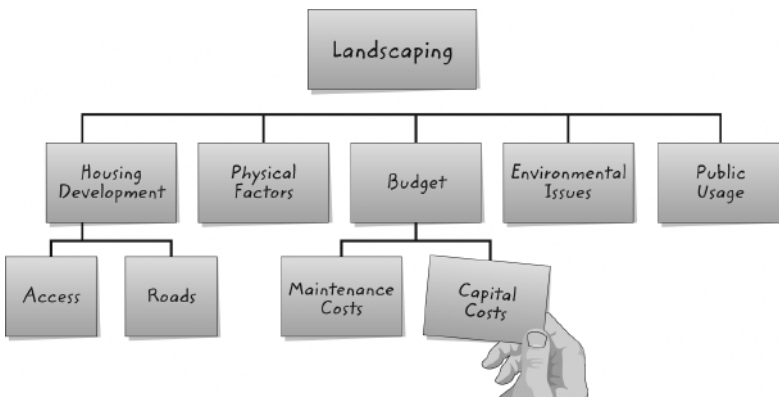 Landscaping
Housing
Development
Physical
Factors
Budget
Environmental
Issues
Public
Usage
Access
Roads
Maintenance
Costs
Capital
Costs